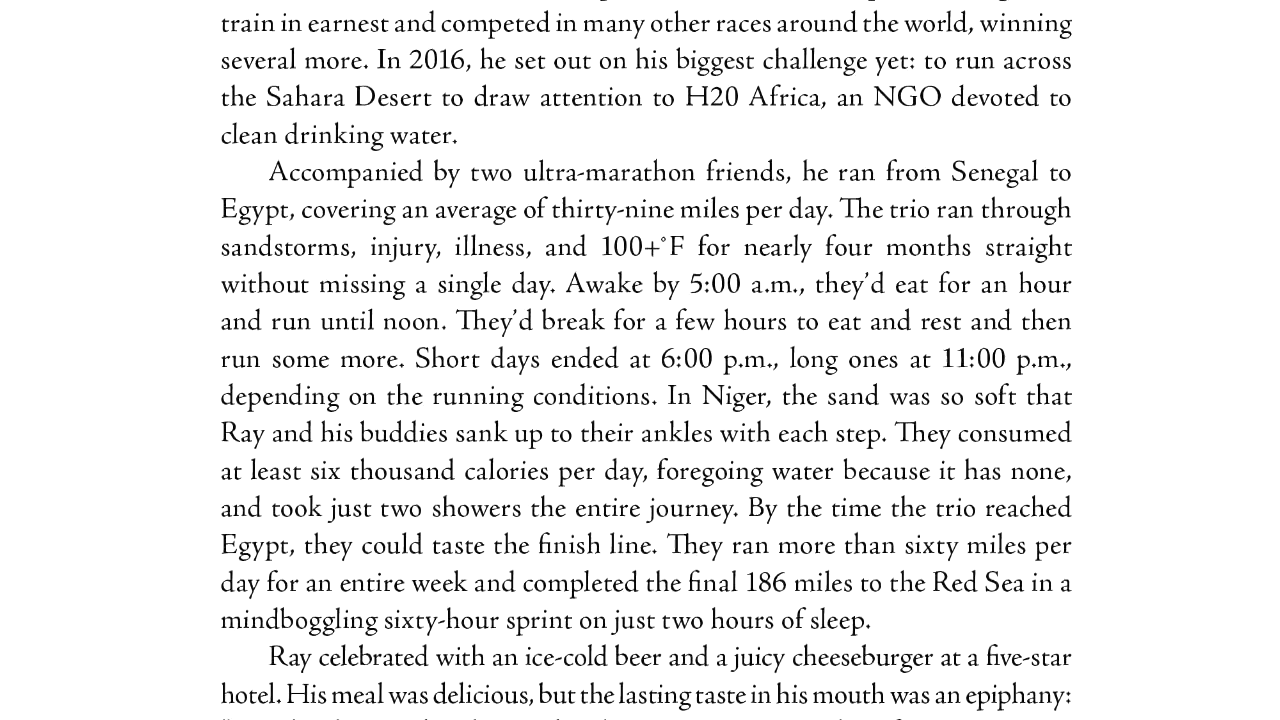 train in earnest and competed in many other races around the world, winning
several more. In 2016, he set out on his biggest challenge yet: to run across
the Sahara Desert to draw attention to H20 Africa, an NGO devoted to
clean drinking water.
Accompanied by two ultra-marathon friends, he ran from Senegal to
Egypt, covering an average of thirty-nine miles per day. The trio ran through
sandstorms, injury, illness, and 100+°F for nearly four months straight
without missing a single day. Awake by 5:00 a.m., they’d eat for an hour
and run until noon. They’d break for a few hours to eat and rest and then
run some more. Short days ended at 6:00 p.m., long ones at 11:00 p.m.,
depending on the running conditions. In Niger, the sand was so soft that
Ray and his buddies sank up to their ankles with each step. They consumed
at least six thousand calories per day, foregoing water because it has none,
and took just two showers the entire journey. By the time the trio reached
Egypt, they could taste the finish line. They ran more than sixty miles per
day for an entire week and completed the final 186 miles to the Red Sea in a
mindboggling sixty-hour sprint on just two hours of sleep.
Ray celebrated with an ice-cold beer and a juicy cheeseburger at a five-star
hotel. His meal was delicious, but the lasting taste in his mouth was an epiphany: